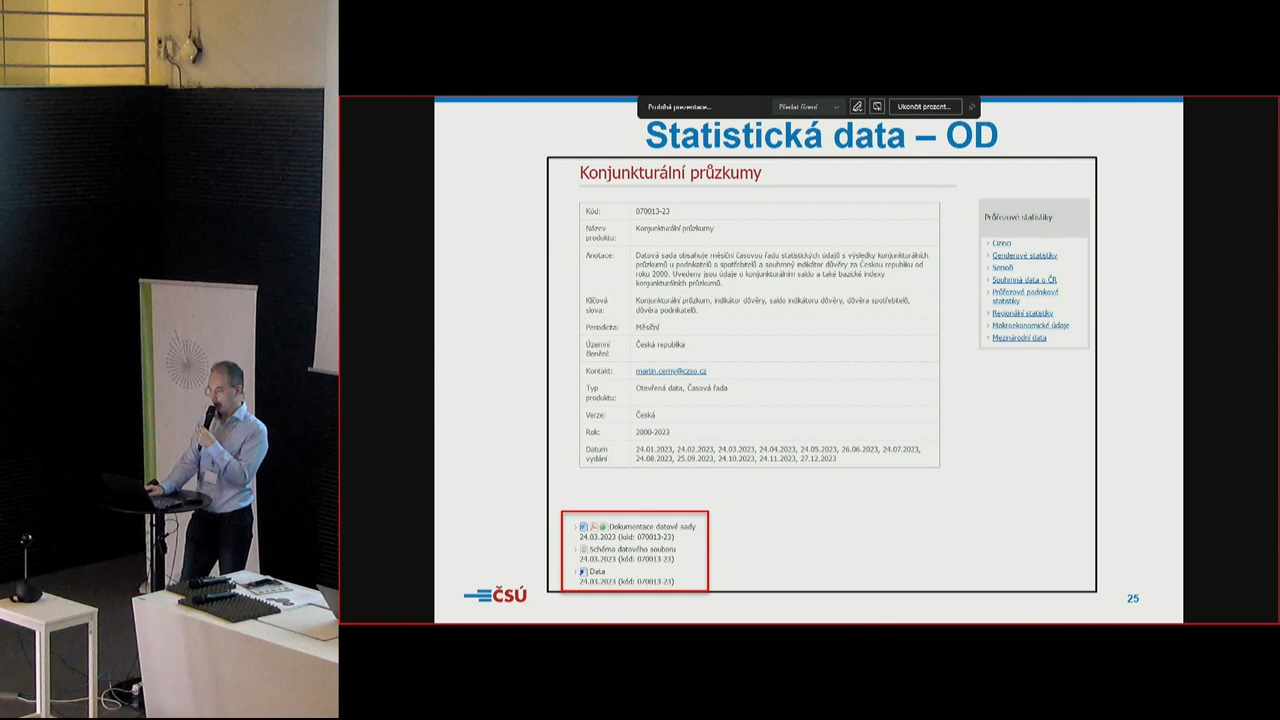 Probíhá prezentace...
Předat řízení
Ukončit prezent...
Statistická data – OD
Konjunkturální průzkumy
Kód: 070013-23
Název produktu: Konjunkturální průzkumy
Anotace: Datová sada obsahuje měsíční časovou řadu statistických údajů s výsledky konjunkturálních
průzkumů u podnikatelů a spotřebitelů a souhrnný indikátor důvěry za Českou republiku od
roku 2000. Uvedeny jsou údaje o konjunkturálním saldu a také bazické indexy
konjunkturálních průzkumů.
Klíčová slova: Konjunkturální průzkum, indikátor důvěry, saldo indikátoru důvěry, důvěra spotřebitelů,
důvěra podnikatelů.
Periodicita: Měsíční
Územní členění: Česká republika
Kontakt: martin.cerny@czso.cz
Typ produktu: Otevřená data, Časová řada
Verze: Česká
Rok: 2000-2023
Datum vydání: 24.01.2023, 24.02.2023, 24.03.2023, 24.04.2023, 24.05.2023, 26.06.2023, 24.07.2023,
24.08.2023, 25.09.2023, 24.10.2023, 24.11.2023, 27.12.2023
Průřezové statistiky
Cizinci
Genderové statistiky
Senioři
Souhrnná data o ČR
Průřezové podnikové
statistiky
Regionální statistiky
Makroekonomické údaje
Mezinárodní data
Dokumentace datové sady
24.03.2023 (kód: 070013-23)
Schéma datového souboru
24.03.2023 (kód: 070013-23)
Data
24.03.2023 (kód: 070013-23)
ČSÚ
25